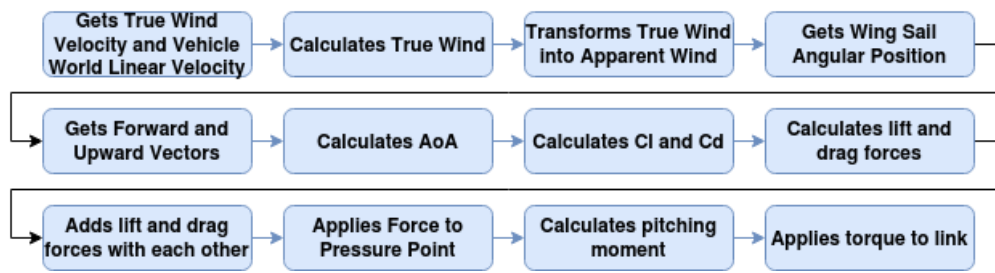 Gets True Wind
Velocity and Vehicle
World Linear Velocity
Calculates True Wind
Transforms True Wind
into Apparent Wind
Gets Wing Sail
Angular Position
Gets Forward and
Upward Vectors
Calculates AoA
Calculates Cl and Cd
Calculates lift and
drag forces
Adds lift and drag
forces with each other
Applies Force to
Pressure Point
Calculates pitching
moment
Applies torque to link